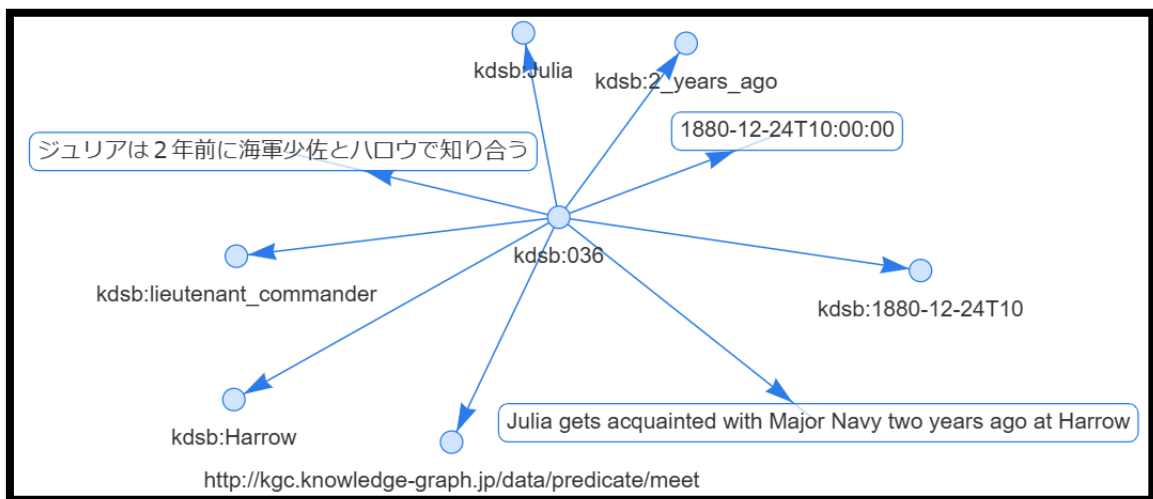 kdsb:Julia
kdsb:2_years_ago
1880-12-24T10:00:00
ジュリアは２年前に海軍少佐とハロウで知り合う
kdsb:036
kdsb:lieutenant_commander
kdsb:1880-12-24T10
Julia gets acquainted with Major Navy two years ago at Harrow
kdsb:Harrow
http://kgc.knowledge-graph.jp/data/predicate/meet